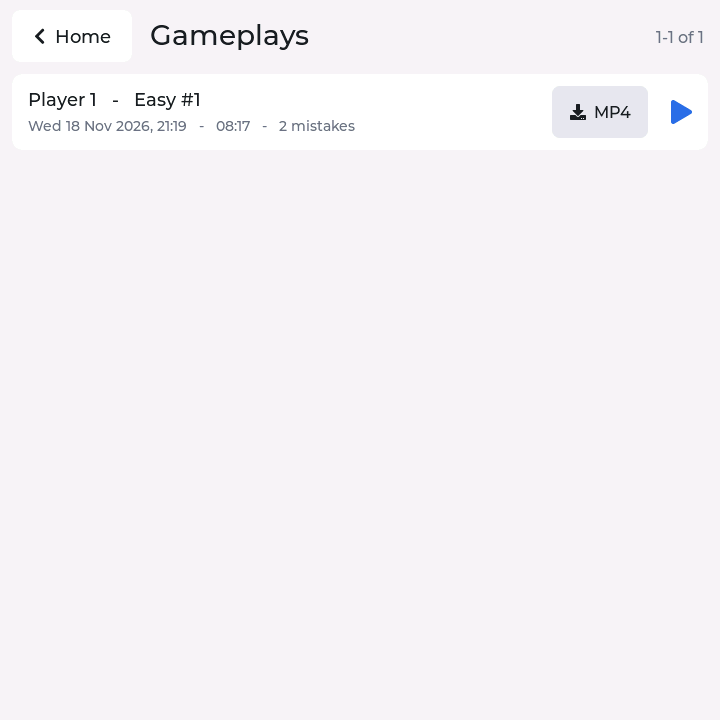 Home
Gameplays
1-1 of 1
Player 1 - Easy #1
Wed 18 Nov 2026, 21:19 - 08:17 - 2 mistakes
MP4